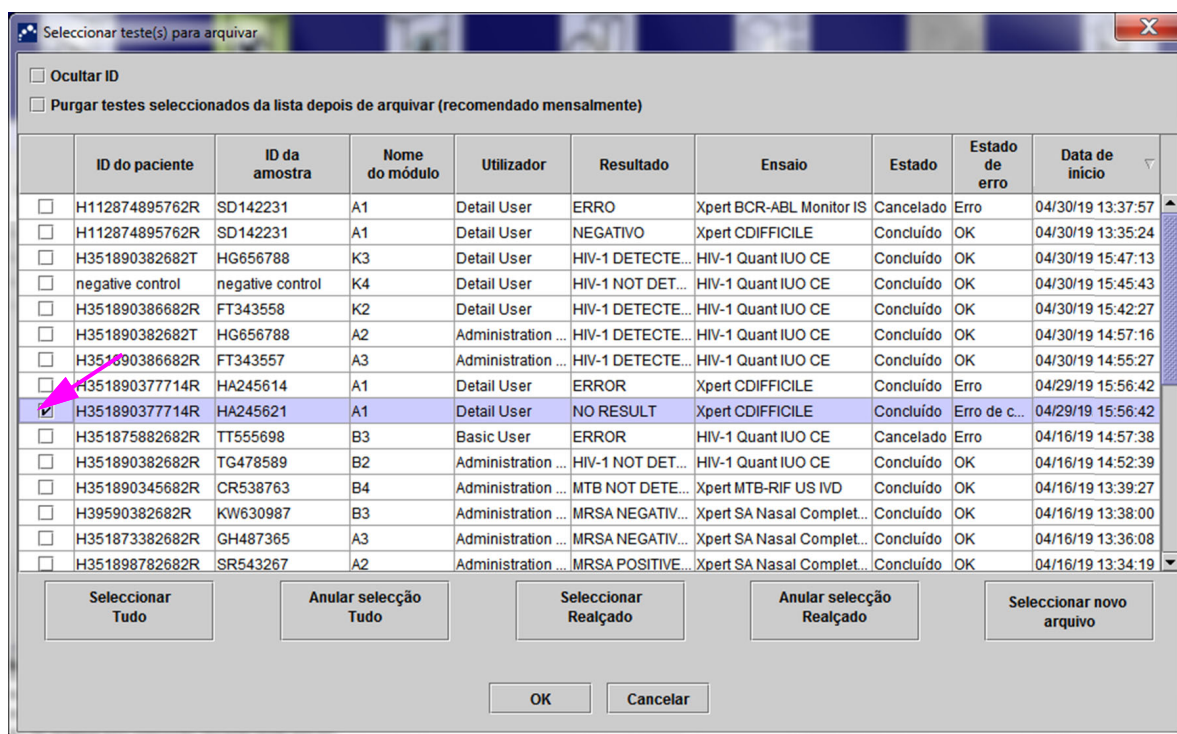 Seleccionar teste(s) para arquivar
Ocultar ID
Purgar testes seleccionados da lista depois de arquivar (recomendado mensalmente)
ID do paciente ID da amostra Nome do módulo Utilizador Resultado Ensaio Estado Estado de erro Data de início
H112874895762R SD142231 A1 Detail User ERRO Xpert BCR-ABL Monitor IS Cancelado Erro 04/30/19 13:37:57
H112874895762R SD142231 A1 Detail User NEGATIVO Xpert CDIFFICILE Concluído OK 04/30/19 13:35:24
H351890382682T HG656788 K3 Detail User HIV-1 DETECTE... HIV-1 Quant IUO CE Concluído OK 04/30/19 15:47:13
negative control negative control K4 Detail User HIV-1 NOT DET... HIV-1 Quant IUO CE Concluído OK 04/30/19 15:45:43
H351890386682R FT343558 K2 Detail User HIV-1 DETECTE... HIV-1 Quant IUO CE Concluído OK 04/30/19 15:42:27
H351890382682T HG656788 A2 Administration ... HIV-1 DETECTE... HIV-1 Quant IUO CE Concluído OK 04/30/19 14:57:16
H351890386682R FT343557 A3 Administration ... HIV-1 DETECTE... HIV-1 Quant IUO CE Concluído OK 04/30/19 14:55:27
H351890377714R HA245614 A1 Detail User ERROR Xpert CDIFFICILE Concluído Erro 04/29/19 15:56:42
H351890377714R HA245621 A1 Detail User NO RESULT Xpert CDIFFICILE Concluído Erro de c... 04/29/19 15:56:42
H351875882682R TT555698 B3 Basic User ERROR HIV-1 Quant IUO CE Cancelado Erro 04/16/19 14:57:38
H351890382682R TG478589 B2 Administration ... HIV-1 NOT DET... HIV-1 Quant IUO CE Concluído OK 04/16/19 14:52:39
H351890345682R CR538763 B4 Administration ... MTB NOT DETE... Xpert MTB-RIF US IVD Concluído OK 04/16/19 13:39:27
H39590382682R KW630987 B3 Administration ... MRSA NEGATIV... Xpert SA Nasal Complet... Concluído OK 04/16/19 13:38:00
H351873382682R GH487365 A3 Administration ... MRSA NEGATIV... Xpert SA Nasal Complet... Concluído OK 04/16/19 13:36:08
H351898782682R SR543267 A2 Administration ... MRSA POSITIVE... Xpert SA Nasal Complet... Concluído OK 04/16/19 13:34:19
Seleccionar Tudo Anular selecção Tudo Seleccionar Realçado Anular selecção Realçado Seleccionar novo arquivo
OK Cancelar